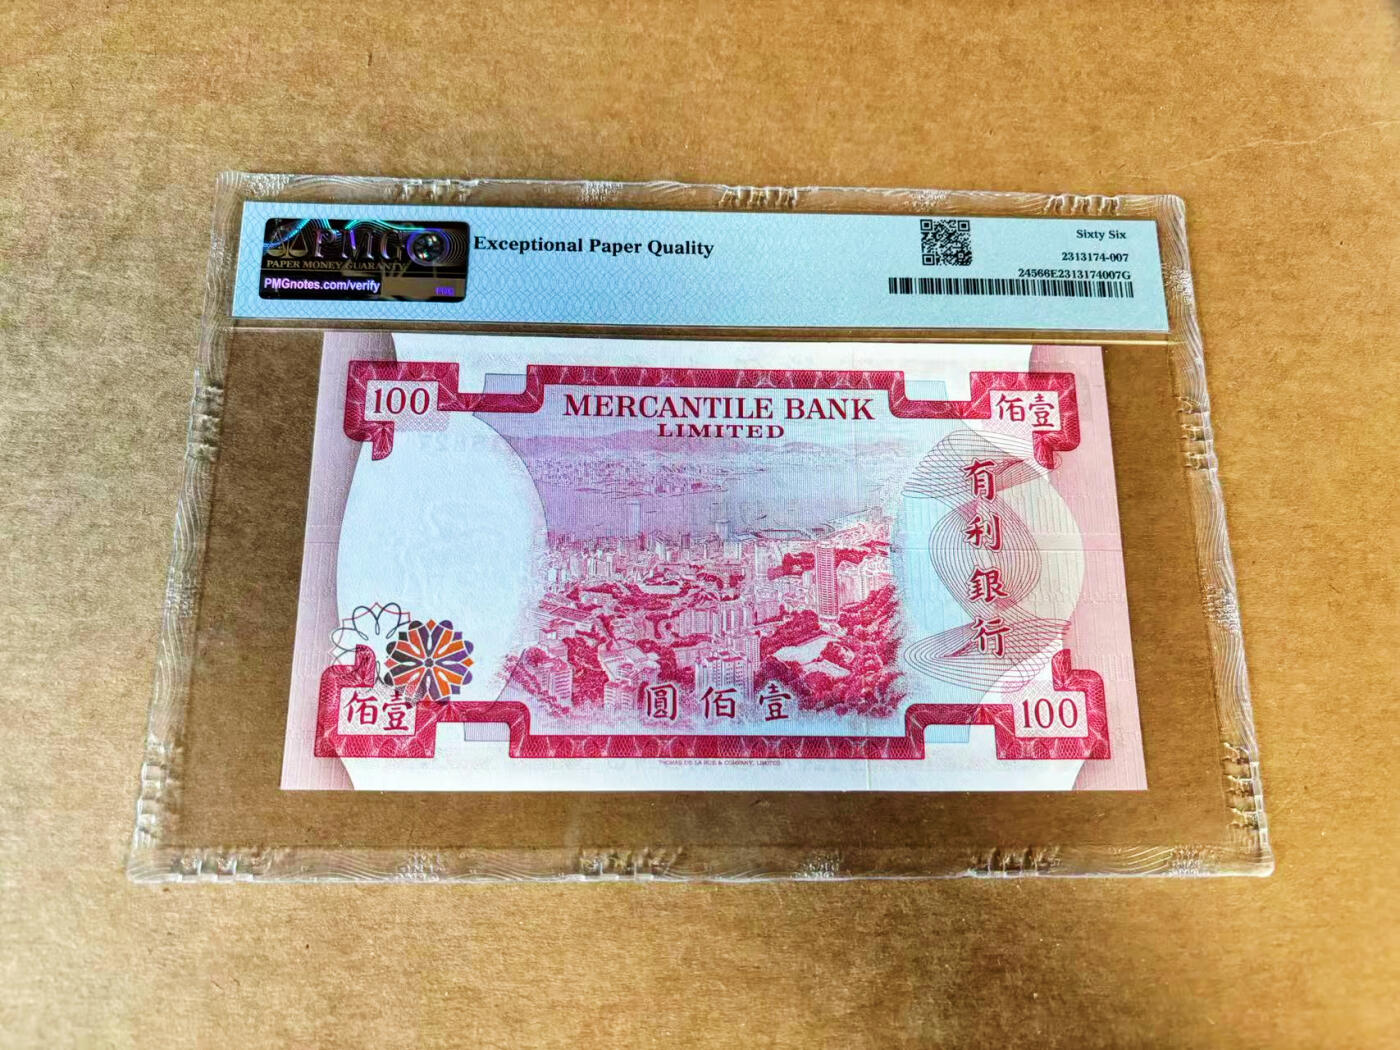 PMG
PAPER MONEY GUARANTY
PMGnotes.com/verify
Exceptional Paper Quality
Sixty Six
2313174-007
24566E2313174007G
100
MERCANTILE BANK
LIMITED
佰壹
有利銀行
佰壹
圓佰壹
100
THOMAS DE LA RUE & COMPANY, LIMITED.